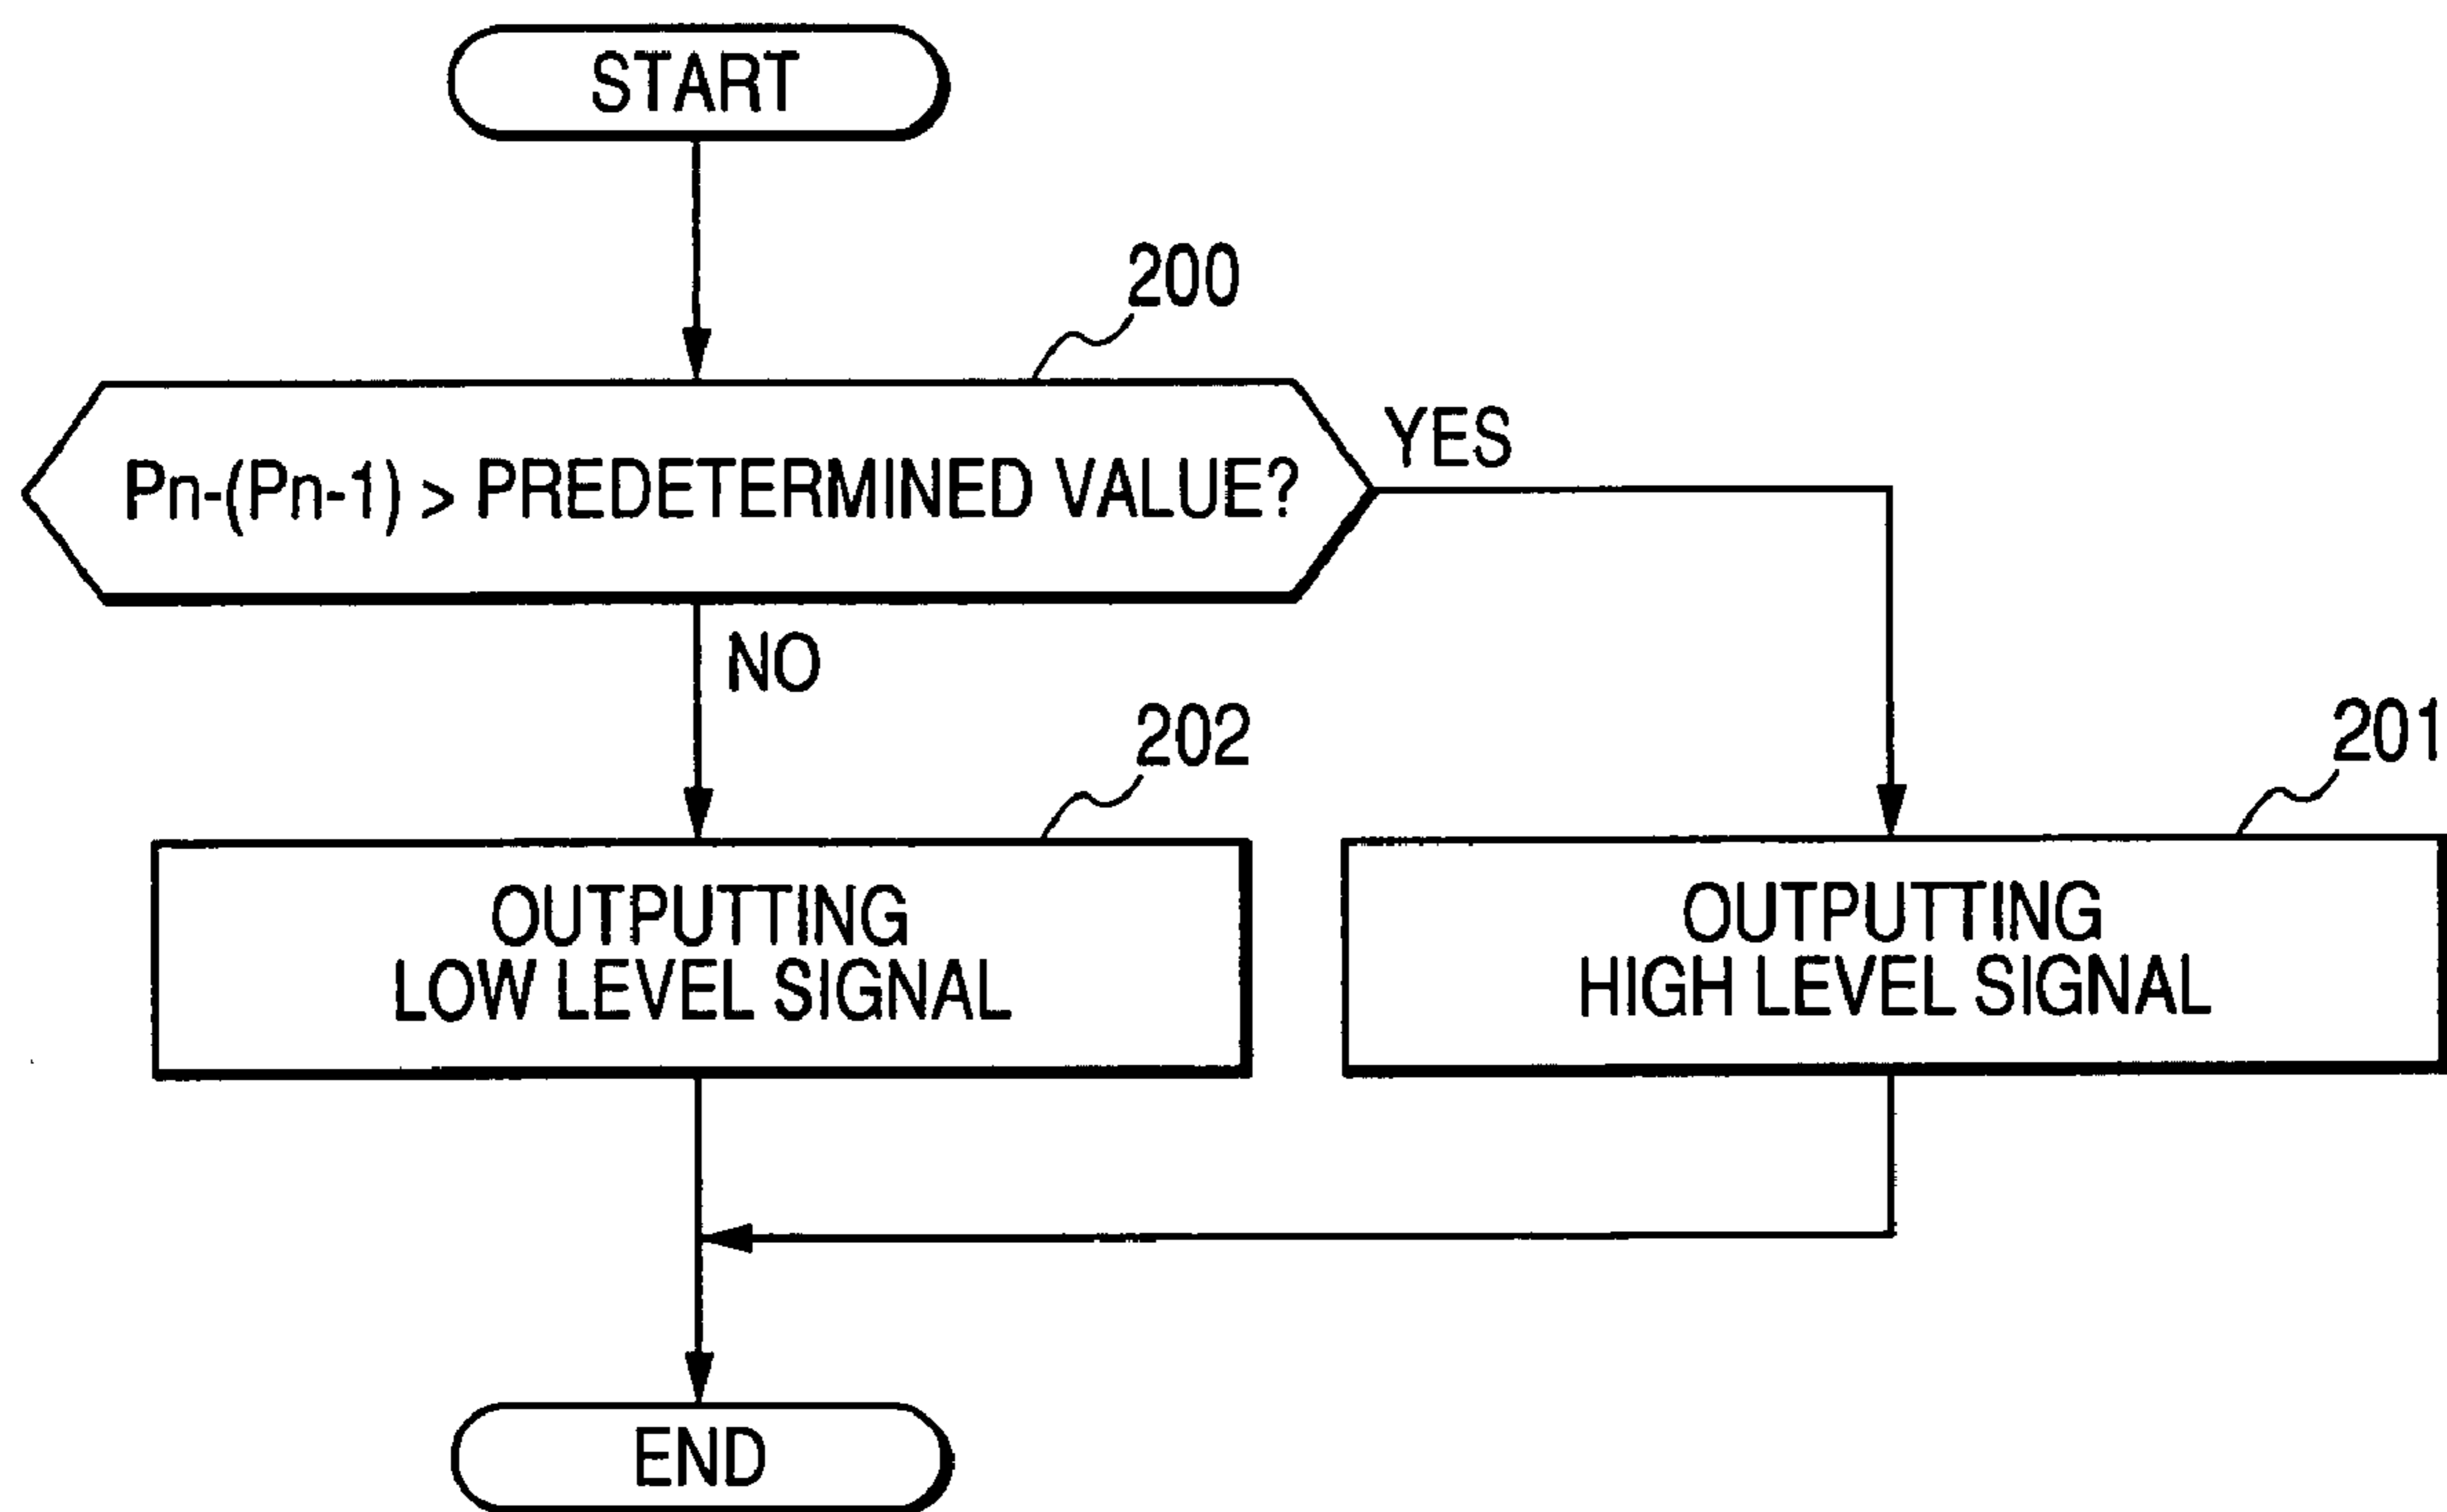 START
200
Pn-(Pn-1) > PREDETERMINED VALUE?
YES
NO
202
201
OUTPUTTING
LOW LEVEL SIGNAL
OUTPUTTING
HIGH LEVEL SIGNAL
END